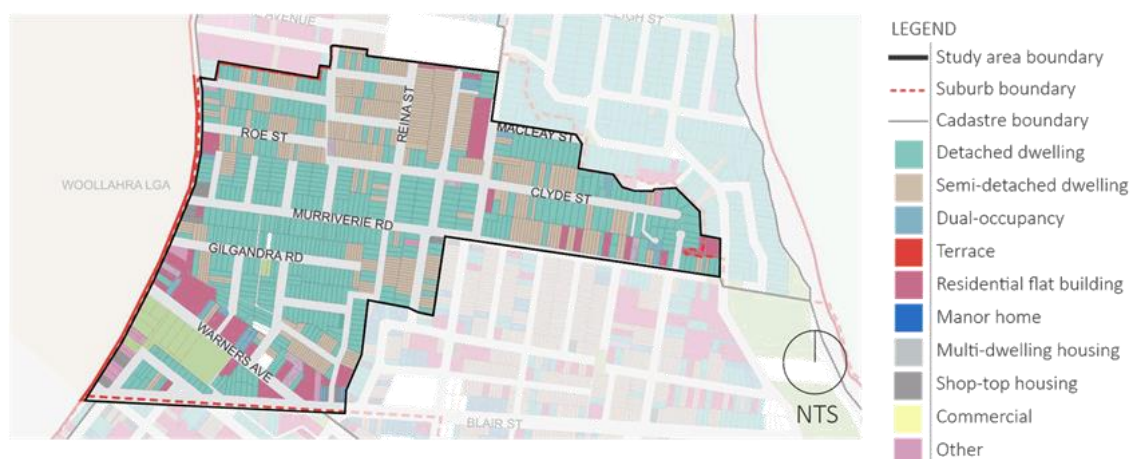 AVENUE
LEIGH ST
REINA ST
ROE ST
MACLEAY ST
WOOLLAHRA LGA
CLYDE ST
MURRIVERIE RD
GILGANDRA RD
WARNERS AVE
BLAIR ST
NTS
LEGEND
Study area boundary
Suburb boundary
Cadastre boundary
Detached dwelling
Semi-detached dwelling
Dual-occupancy
Terrace
Residential flat building
Manor home
Multi-dwelling housing
Shop-top housing
Commercial
Other